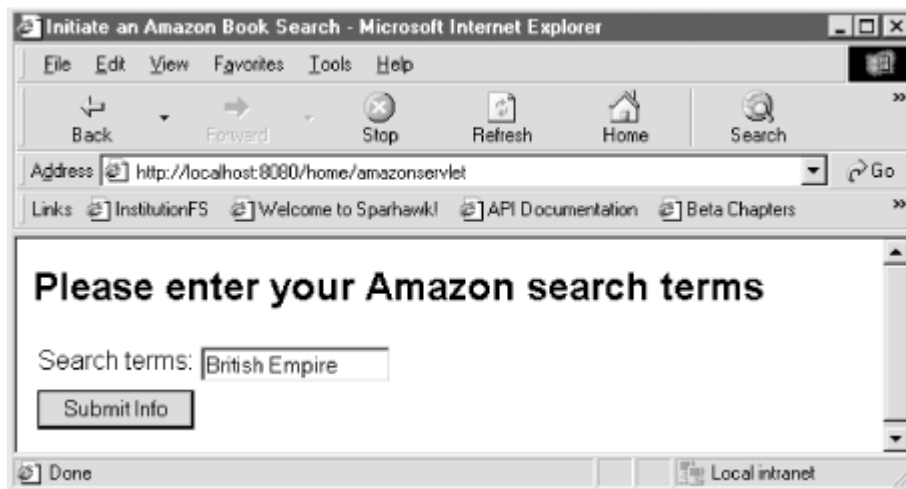 Initiate an Amazon Book Search - Microsoft Internet Explorer
File Edit View Favorites Tools Help
Back Forward Stop Refresh Home Search »
Address http://localhost:8080/home/amazonservlet Go
Links InstitutionFS Welcome to Sparhawk! API Documentation Beta Chapters »
Please enter your Amazon search terms
Search terms: British Empire
Submit Info
Done Local intranet